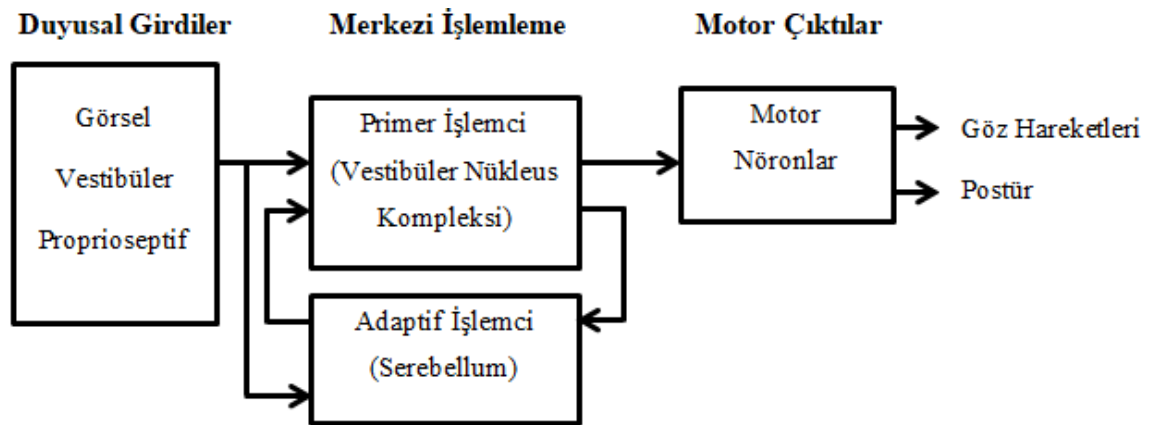 Duyusal Girdiler
Merkezi İşlemleme
Motor Çıktılar
Görsel
Vestibüler
Proprioseptif
Primer İşlemci
(Vestibüler Nükleus
Kompleksi)
Adaptif İşlemci
(Serebellum)
Motor
Nöronlar
Göz Hareketleri
Postür